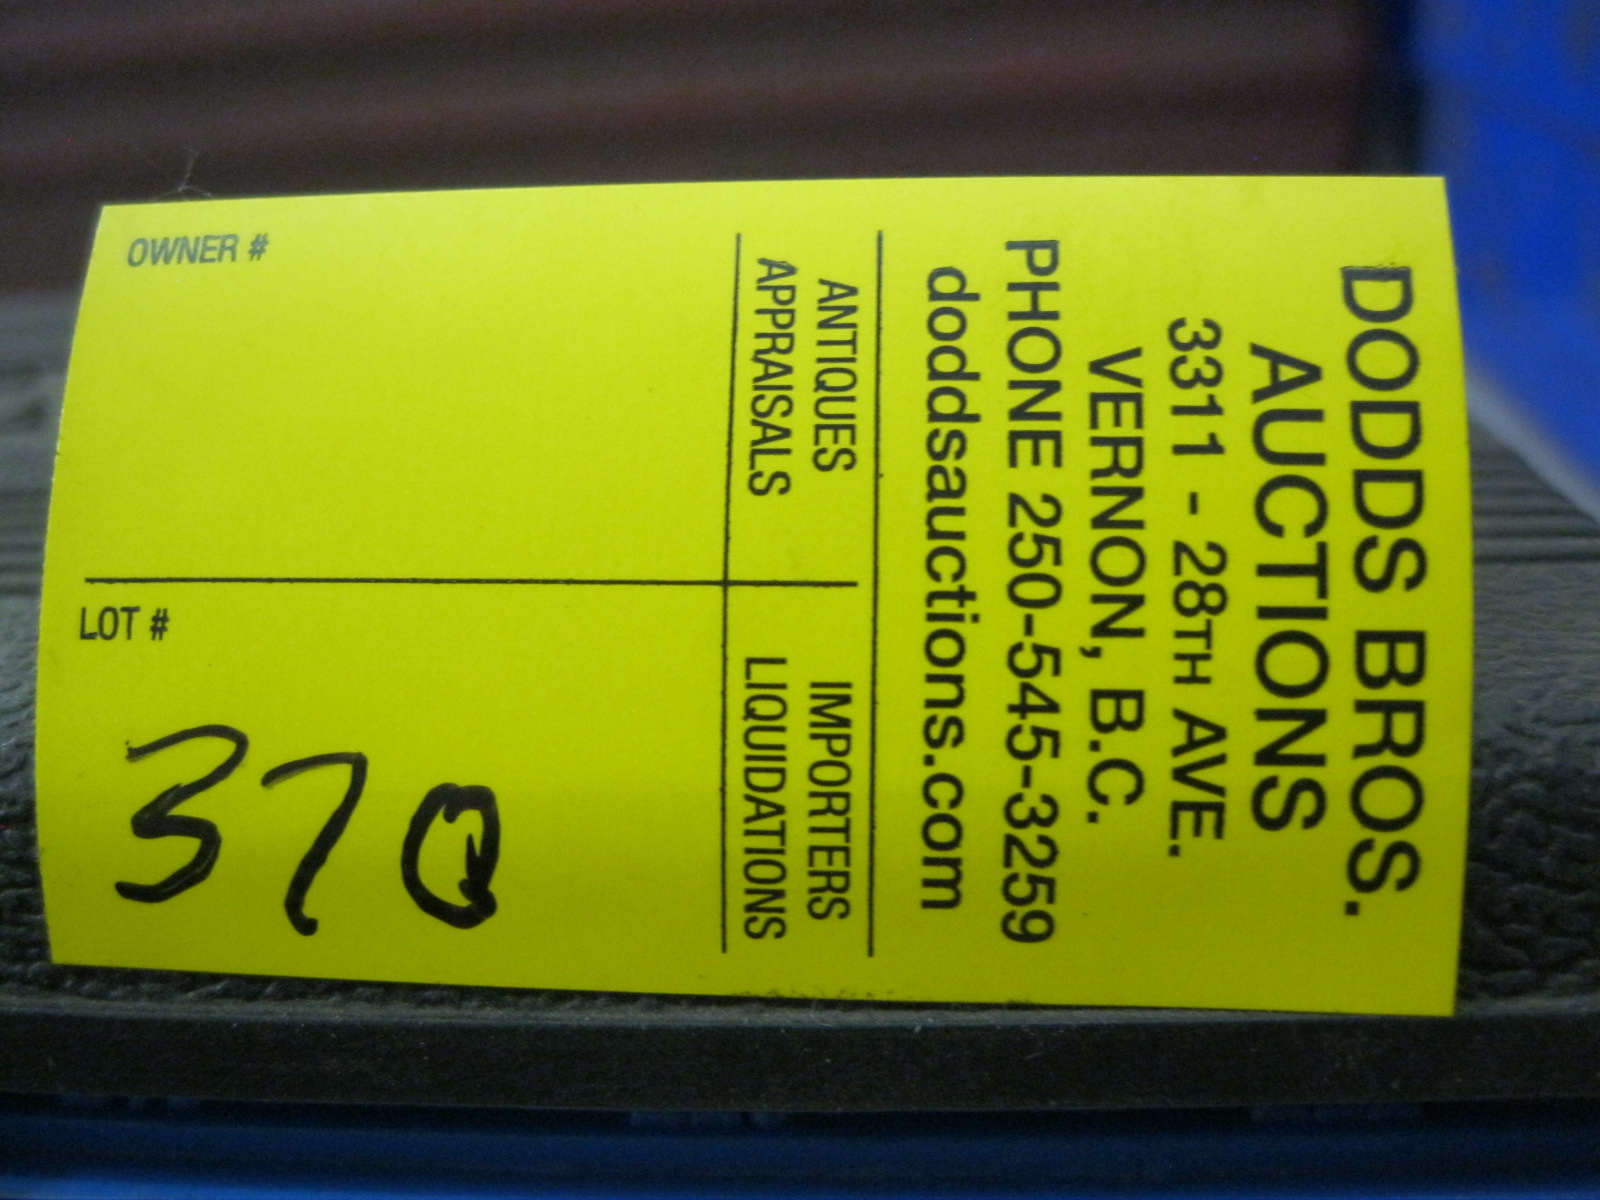 DODDS BROS.
AUCTIONS
3311 - 28TH AVE.
VERNON, B.C.
PHONE 250-545-3259
doddsauctions.com
ANTIQUES
APPRAISALS
IMPORTERS
LIQUIDATIONS
OWNER #
LOT #
370